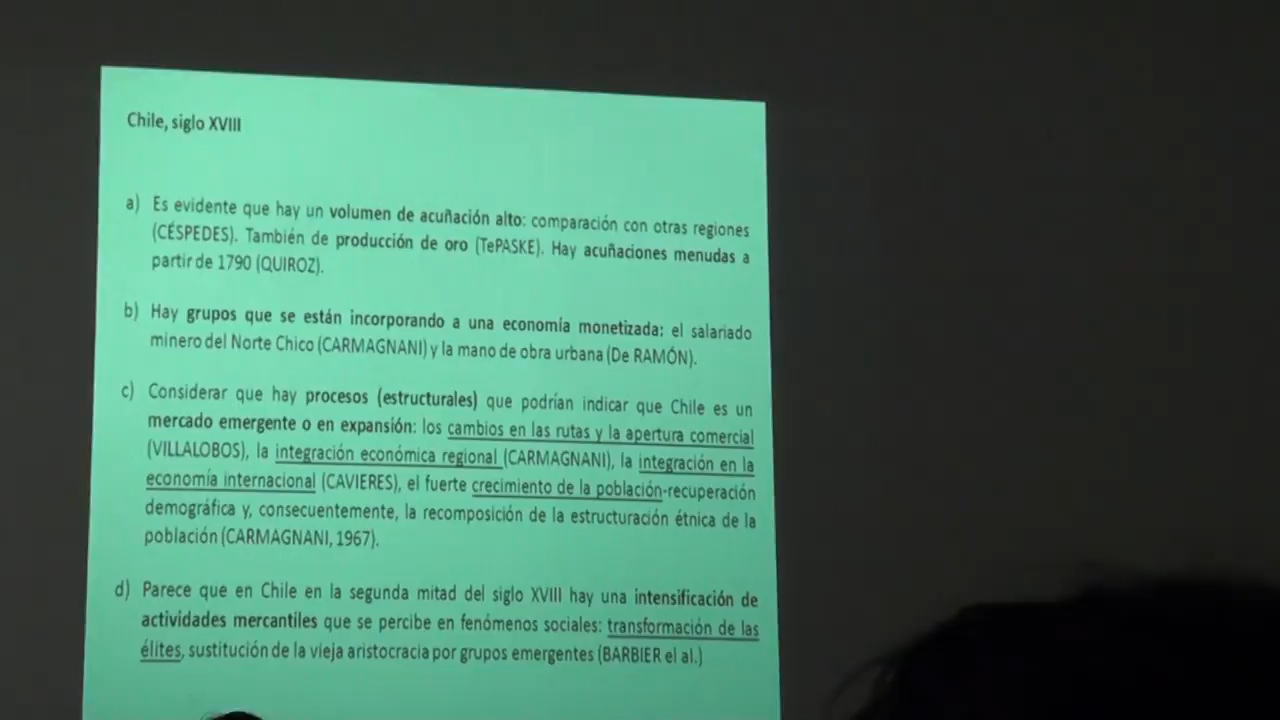 Chile, siglo XVIII
a) Es evidente que hay un volumen de acuñación alto: comparación con otras regiones
(CÉSPEDES). También de producción de oro (TePASKE). Hay acuñaciones menudas a
partir de 1790 (QUIROZ).
b) Hay grupos que se están incorporando a una economía monetizada: el salariado
minero del Norte Chico (CARMAGNANI) y la mano de obra urbana (De RAMÓN).
c) Considerar que hay procesos (estructurales) que podrían indicar que Chile es un
mercado emergente o en expansión: los cambios en las rutas y la apertura comercial
(VILLALOBOS), la integración económica regional (CARMAGNANI), la integración en la
economía internacional (CAVIERES), el fuerte crecimiento de la población-recuperación
demográfica y, consecuentemente, la recomposición de la estructuración étnica de la
población (CARMAGNANI, 1967).
d) Parece que en Chile en la segunda mitad del siglo XVIII hay una intensificación de
actividades mercantiles que se percibe en fenómenos sociales: transformación de las
élites, sustitución de la vieja aristocracia por grupos emergentes (BARBIER el al.)